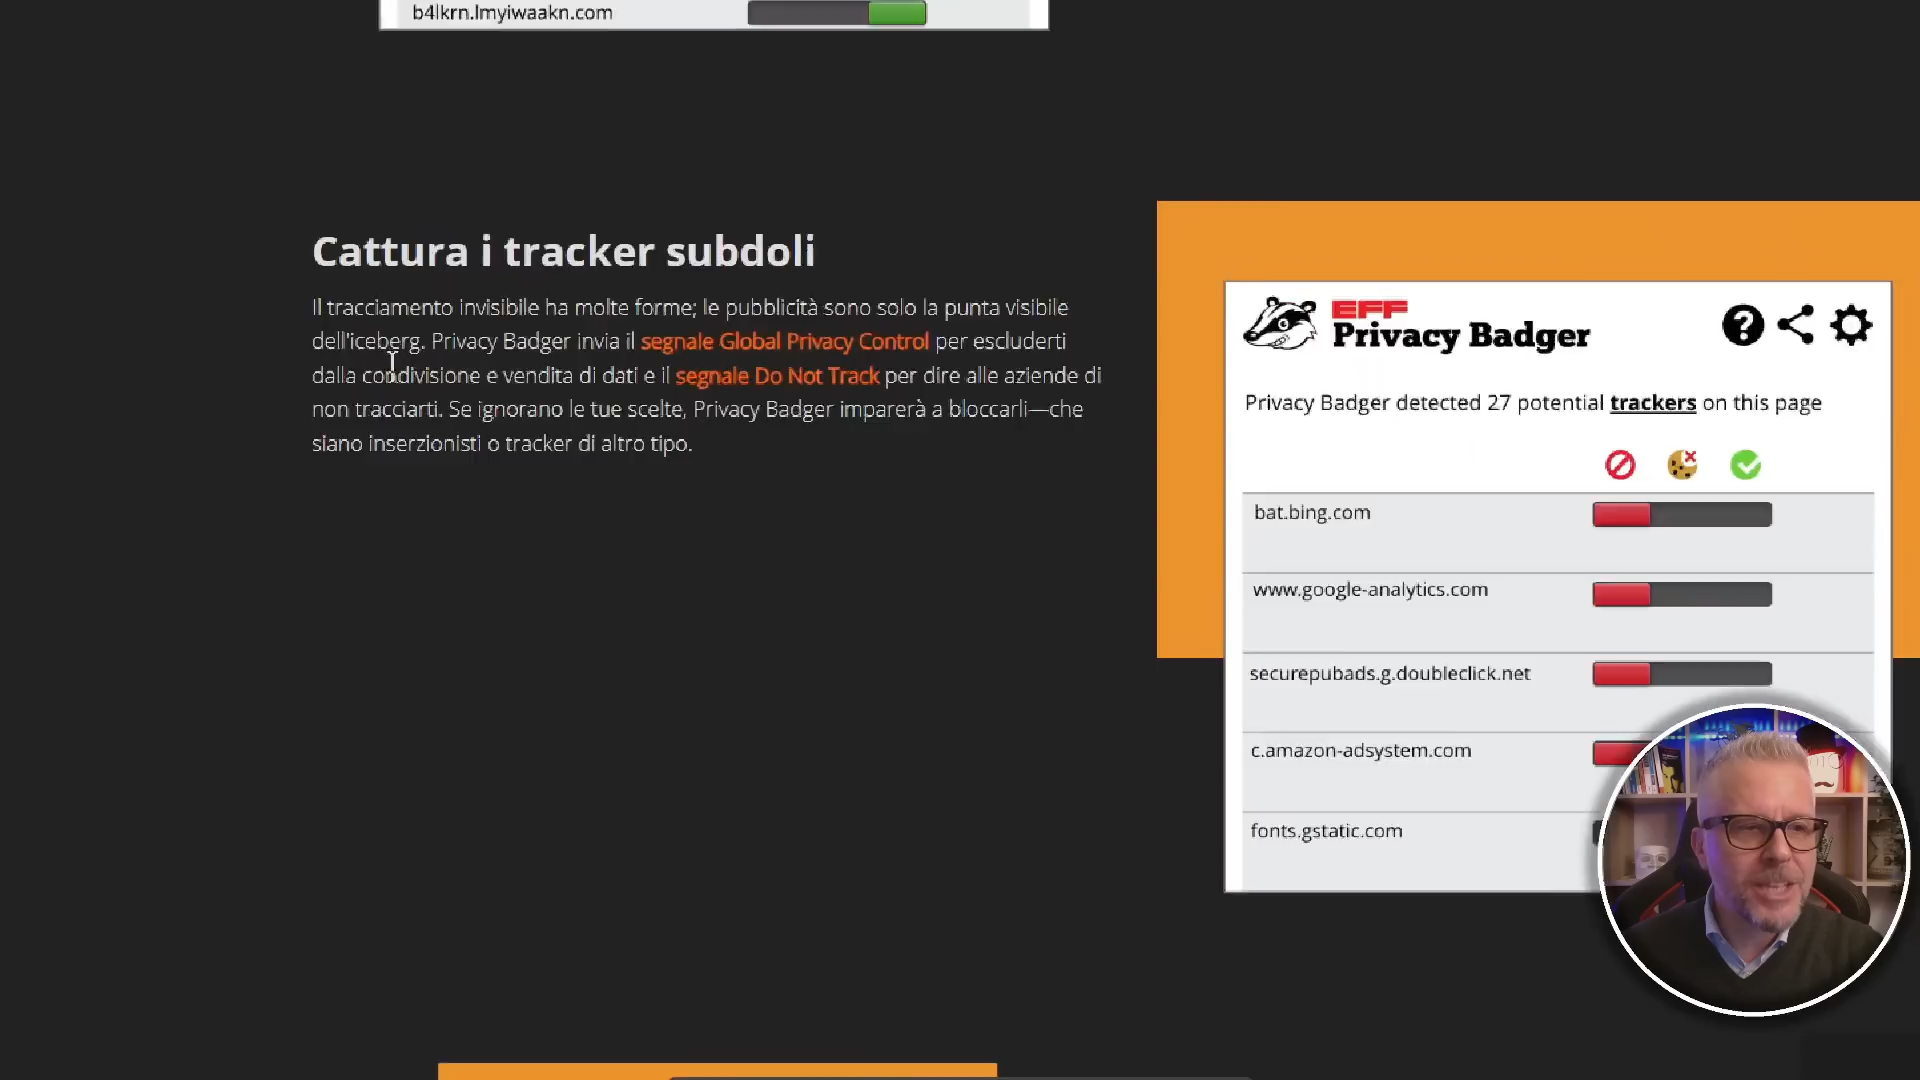 b4lkrn.lmyiwaakn.com
Cattura i tracker subdoli
Il tracciamento invisibile ha molte forme; le pubblicità sono solo la punta visibile
dell'iceberg. Privacy Badger invia il segnale Global Privacy Control per escluderti
dalla condivisione e vendita di dati e il segnale Do Not Track per dire alle aziende di
non tracciarti. Se ignorano le tue scelte, Privacy Badger imparerà a bloccarli—che
siano inserzionisti o tracker di altro tipo.
EFF
Privacy Badger
Privacy Badger detected 27 potential trackers on this page
bat.bing.com
www.google-analytics.com
securepubads.g.doubleclick.net
c.amazon-adsystem.com
fonts.gstatic.com